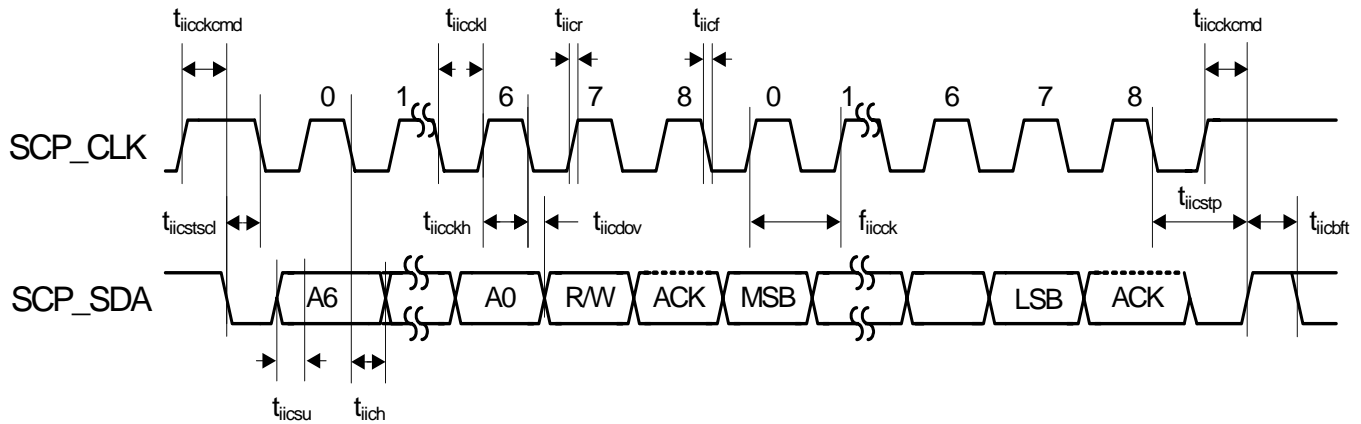 t_iicckcmd t_iicckl t_iicr t_iicf t_iicckcmd
0 1 6 7 8 0 1 6 7 8
SCP_CLK
t_iicstscl t_iicckh t_iicdov f_iicck t_iicstp t_iicbft
SCP_SDA A6 A0 R/W ACK MSB LSB ACK
t_iicsu t_iich